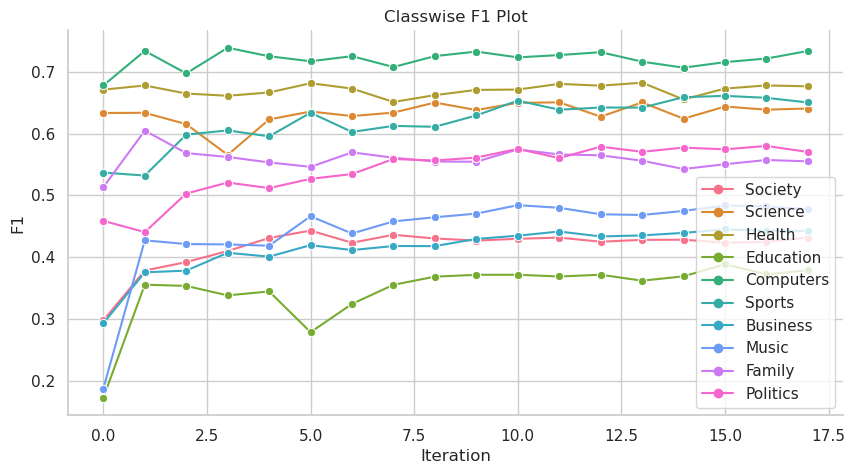 Classwise F1 Plot
F1
0.7
0.6
0.5
0.4
0.3
0.2
0.0
2.5
5.0
7.5
10.0
12.5
15.0
17.5
Iteration
Society
Science
Health
Education
Computers
Sports
Business
Music
Family
Politics